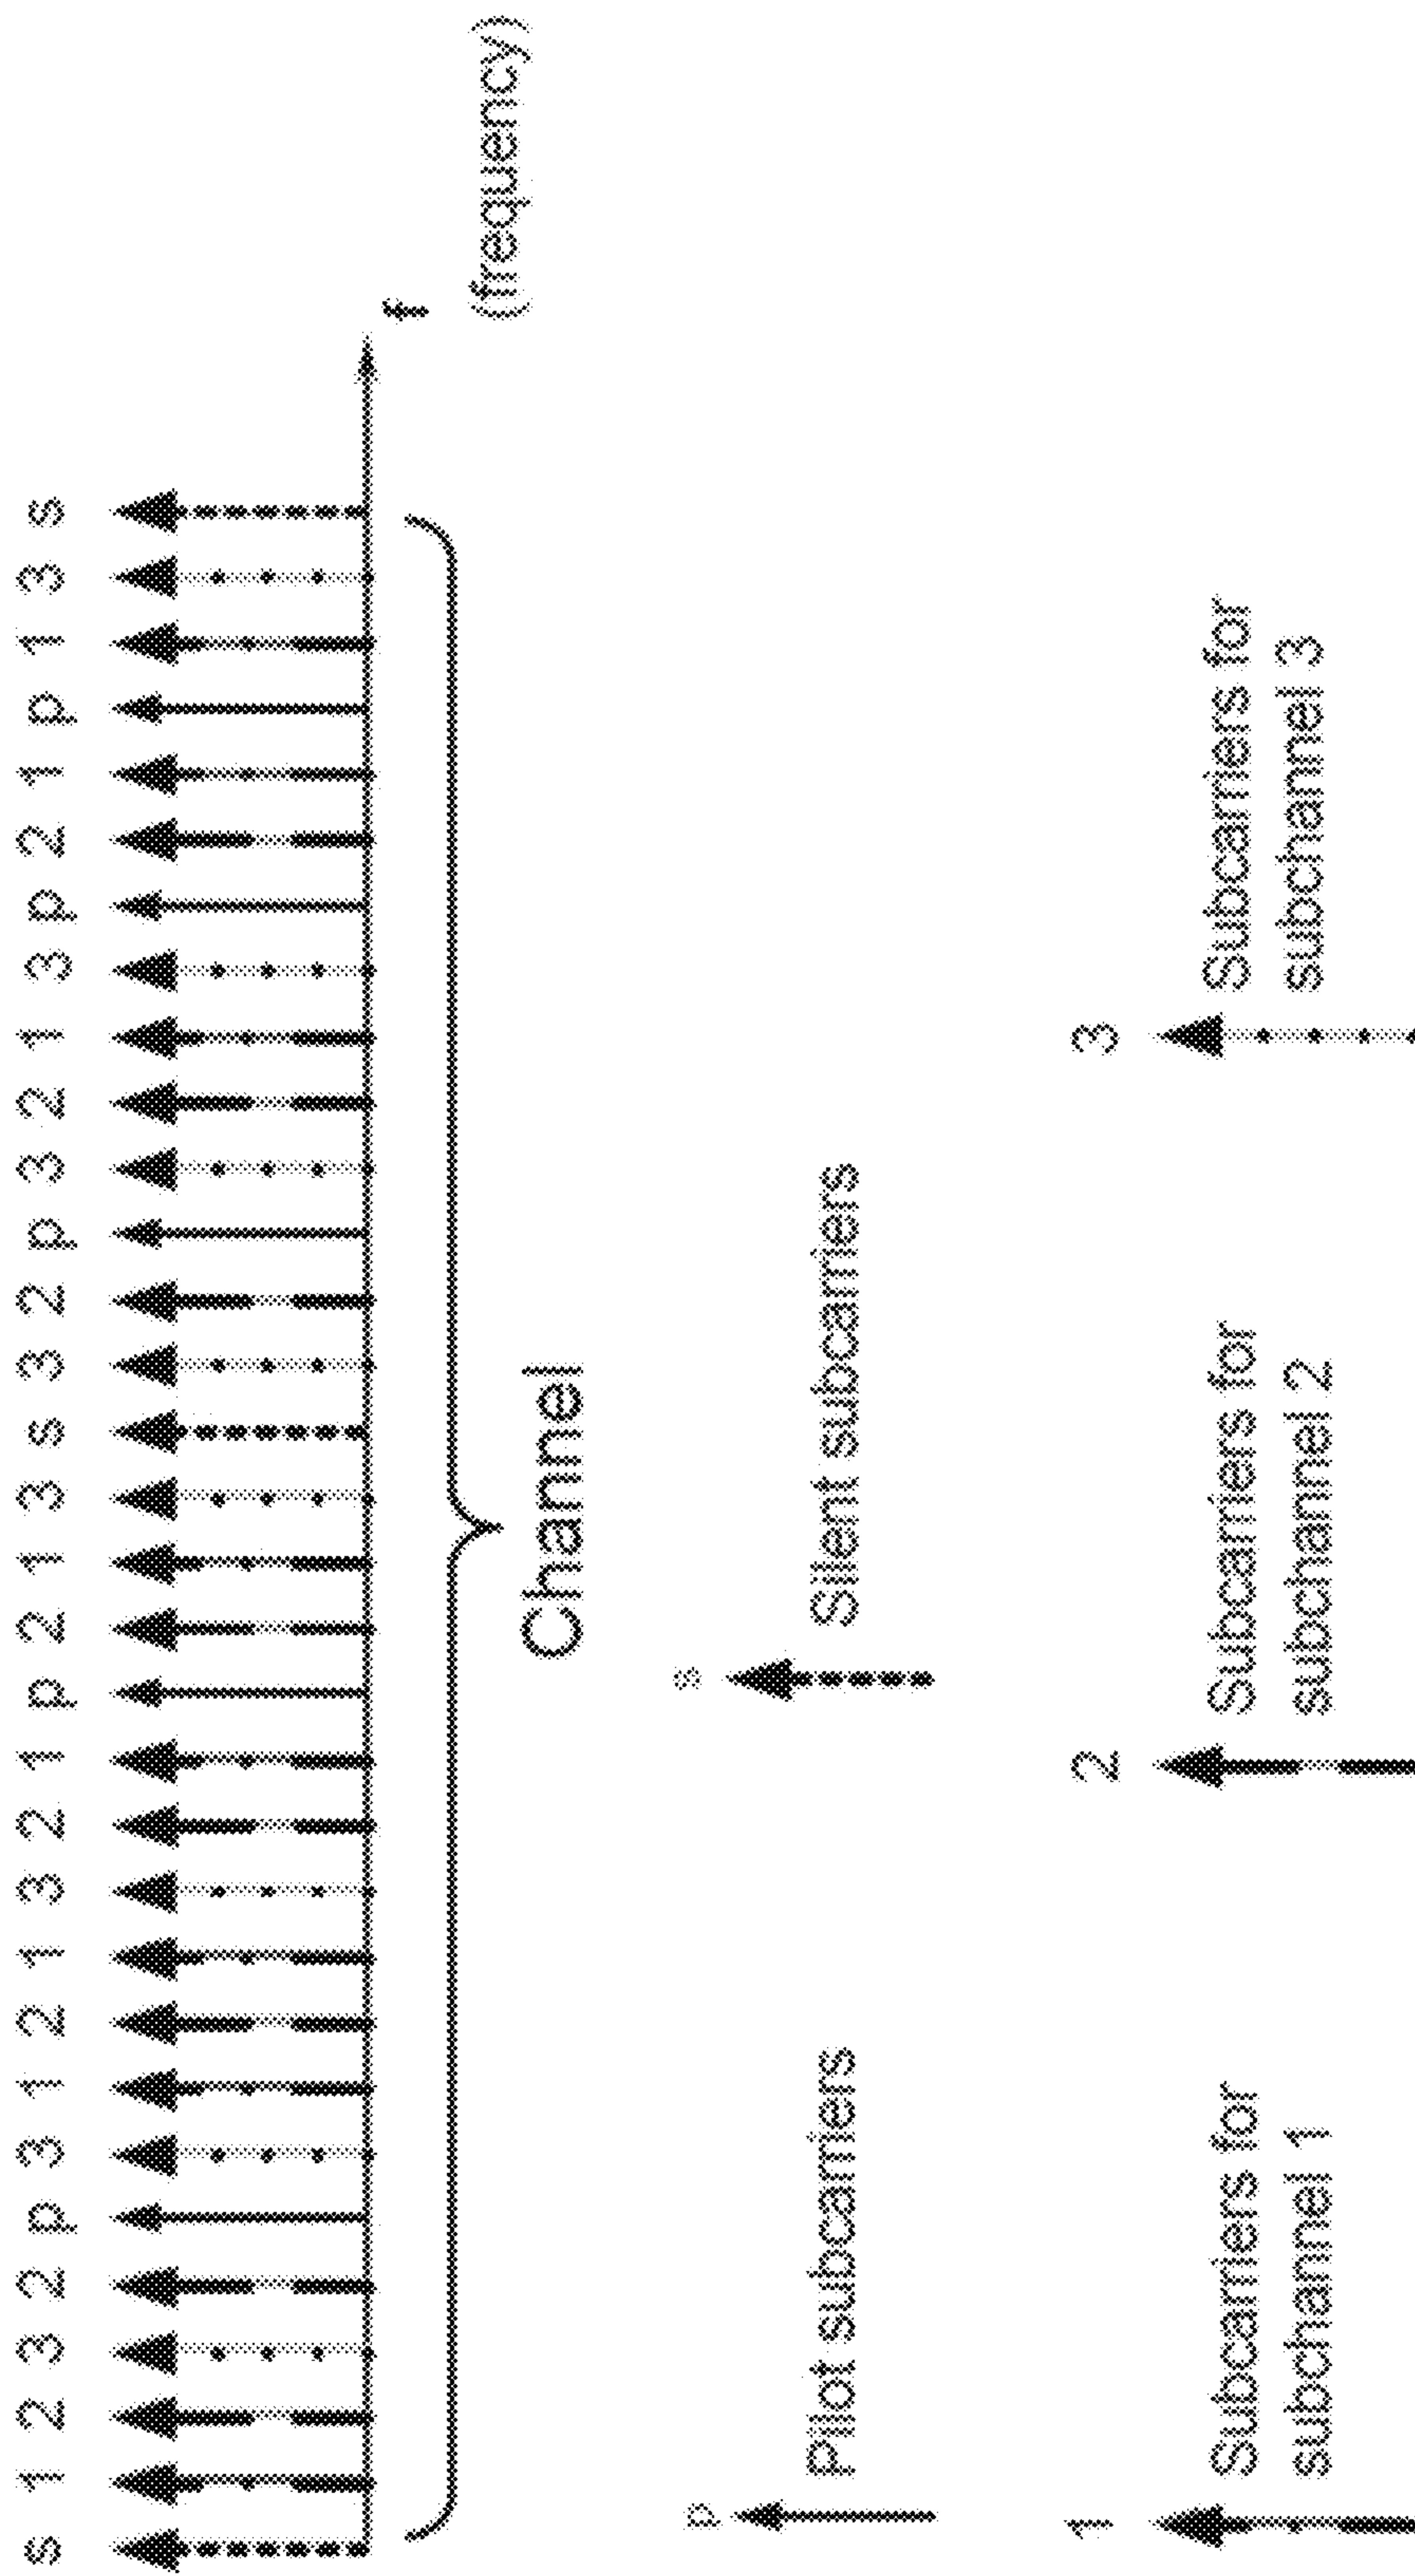 s 1 2 3 2 p 3 1 2 1 3 2 1 p 2 1 3 s 3 2 p 3 2 1 3 p 2 1 p 1 3 s
f
(frequency)
Channel
p
Pilot subcarriers
s
Silent subcarriers
1
Subcarriers for
subchannel 1
2
Subcarriers for
subchannel 2
3
Subcarriers for
subchannel 3